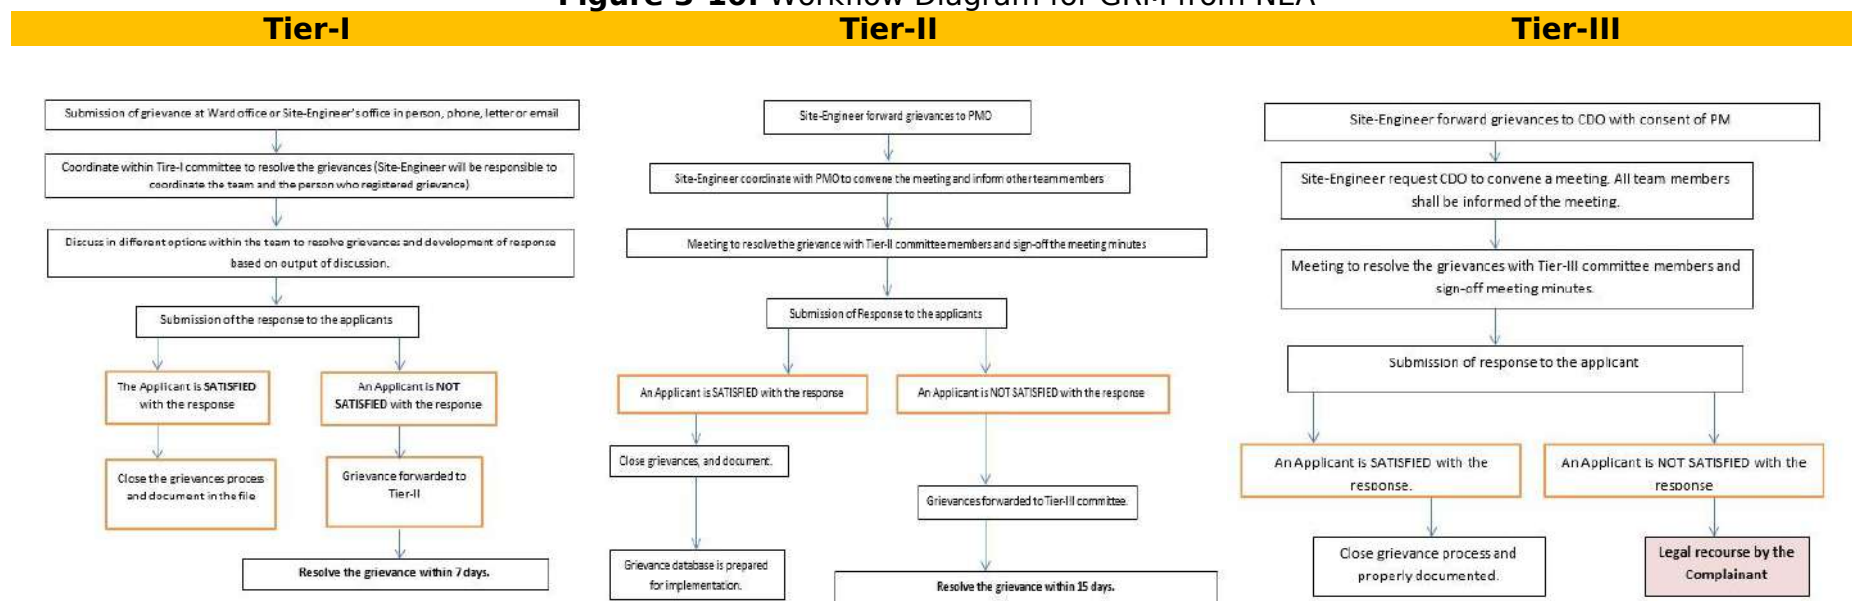 Figure 3-10: Workflow Diagram for GRM from NEA
Tier-I
Tier-II
Tier-III
Submission of grievance at Ward office or Site-Engineer's office in person, phone, letter or email
Coordinate within Tire-I committee to resolve the grievances (Site-Engineer will be responsible to
coordinate the team and the person who registered grievance)
Discuss in different options within the team to resolve grievances and development of response
based on output of discussion.
Submission of the response to the applicants
The Applicant is SATISFIED
with the response
An Applicant is NOT
SATISFIED with the response
Close the grievances process
and document in the file
Grievance forwarded to
Tier-II
Resolve the grievance within 7 days.
Site-Engineer forward grievances to PMO
Site-Engineer coordinate with PMO to convene the meeting and inform other team members
Meeting to resolve the grievance with Tier-II committee members and sign-off the meeting minutes
Submission of Response to the applicants
An Applicant is SATISFIED with the response
An Applicant is NOT SATISFIED with the response
Close grievances, and document.
Grievances forwarded to Tier-III committee.
Grievance database is prepared
for implementation.
Resolve the grievance within 15 days.
Site-Engineer forward grievances to CDO with consent of PM
Site-Engineer request CDO to convene a meeting. All team members
shall be informed of the meeting.
Meeting to resolve the grievances with Tier-III committee members and
sign-off meeting minutes.
Submission of response to the applicant
An Applicant is SATISFIED with the
response.
An Applicant is NOT SATISFIED with the
response
Close grievance process and
properly documented.
Legal recourse by the
Complainant